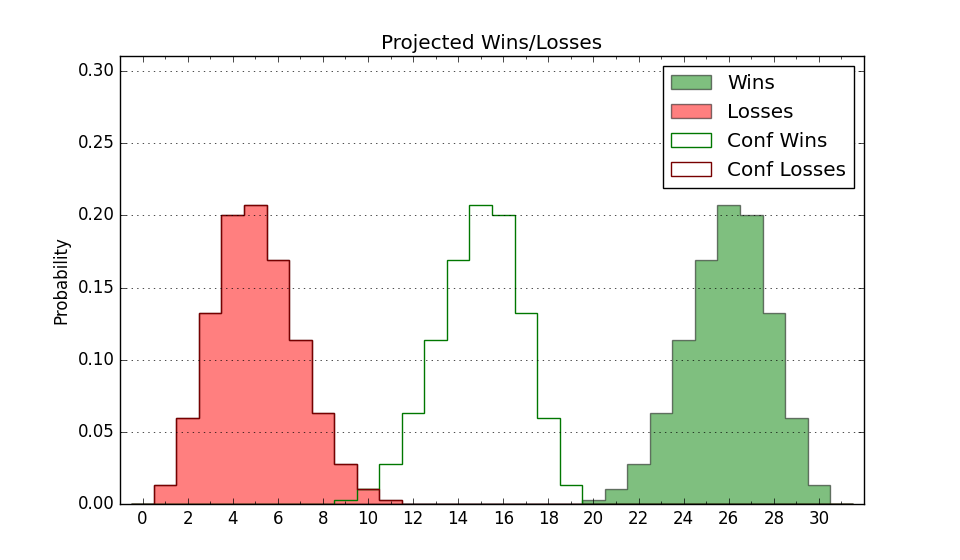 Projected Wins/Losses
0.30
0.25
0.20
0.15
0.10
0.05
0.00
Probability
Wins
Losses
Conf Wins
Conf Losses
0 2 4 6 8 10 12 14 16 18 20 22 24 26 28 30